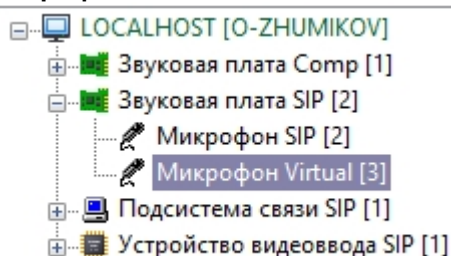 LOCALHOST [O-ZHUMIKOV]
Звуковая плата Comp [1]
Звуковая плата SIP [2]
Микрофон SIP [2]
Микрофон Virtual [3]
Подсистема связи SIP [1]
Устройство видеоввода SIP [1]